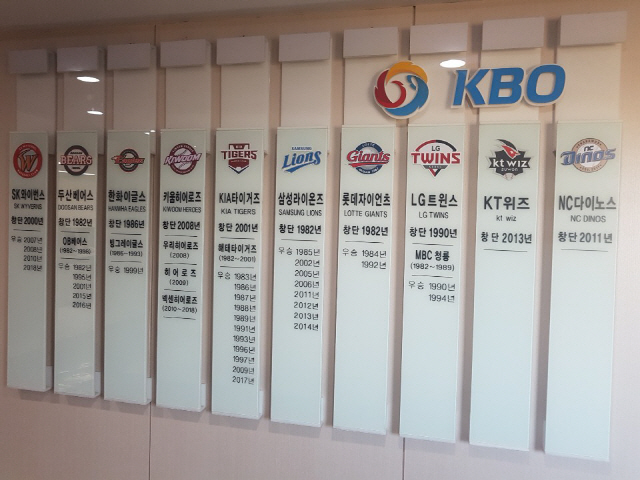 KBO
SK와이번스
SK WYVERNS
창단 2000년
우승 2007년
2008년
2010년
2018년
BEARS
두산베어스
DOOSAN BEARS
창단 1982년
OB베어스
(1982~1998)
우승 1982년
1995년
2001년
2015년
2016년
한화이글스
HANWHA EAGLES
창단 1986년
빙그레이글스
(1986~1993)
우승 1999년
KIWOOM
키움히어로즈
KIWOOM HEROES
창단 2008년
우리히어로즈
(2008)
히어로즈
(2009)
넥센히어로즈
(2010~2018)
TIGERS
KIA타이거즈
KIA TIGERS
창단 2001년
해태타이거즈
(1982~2001)
우승 1983년
1986년
1987년
1988년
1989년
1991년
1993년
1996년
1997년
2009년
2017년
SAMSUNG
Lions
삼성라이온즈
SAMSUNG LIONS
창단 1982년
우승 1985년
2002년
2005년
2006년
2011년
2012년
2013년
2014년
Giants
롯데자이언츠
LOTTE GIANTS
창단 1982년
우승 1984년
1992년
LG
TWINS
LG트윈스
LG TWINS
창단 1990년
MBC 청룡
(1982~1989)
우승 1990년
1994년
kt wiz
SUWON
KT위즈
kt wiz
창단 2013년
NC
Dinos
NC다이노스
NC DINOS
창단 2011년